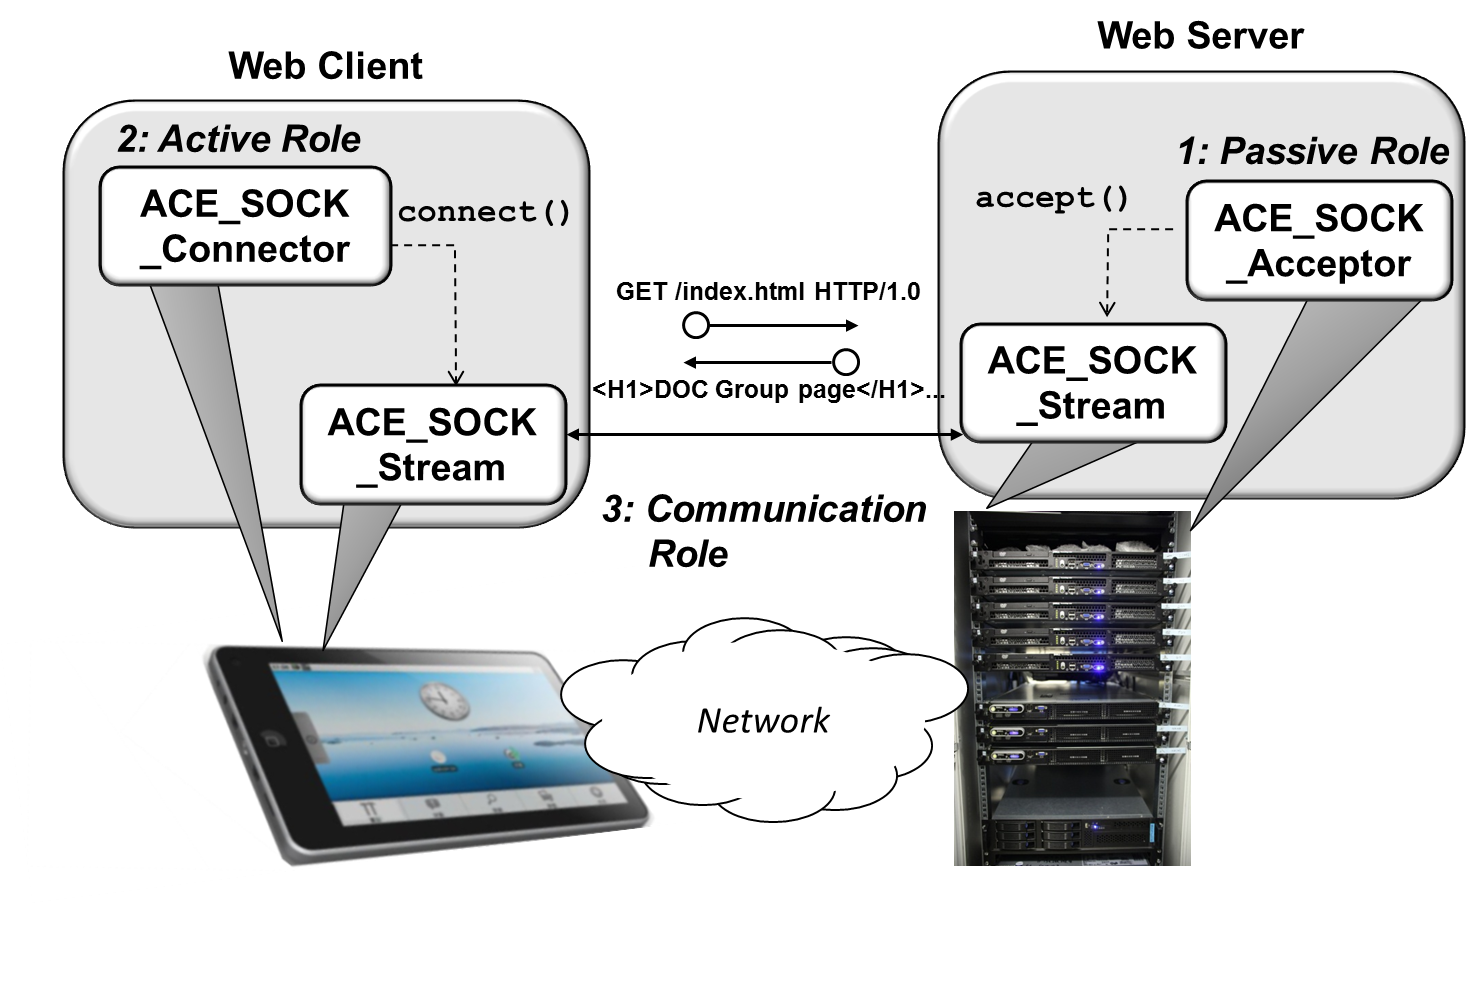 Web Client
Web Server
2: Active Role
1: Passive Role
ACE_SOCK
_Connector
connect()
accept()
ACE_SOCK
_Acceptor
GET /index.html HTTP/1.0
<H1>DOC Group page</H1>...
ACE_SOCK
_Stream
ACE_SOCK
_Stream
3: Communication
Role
Network